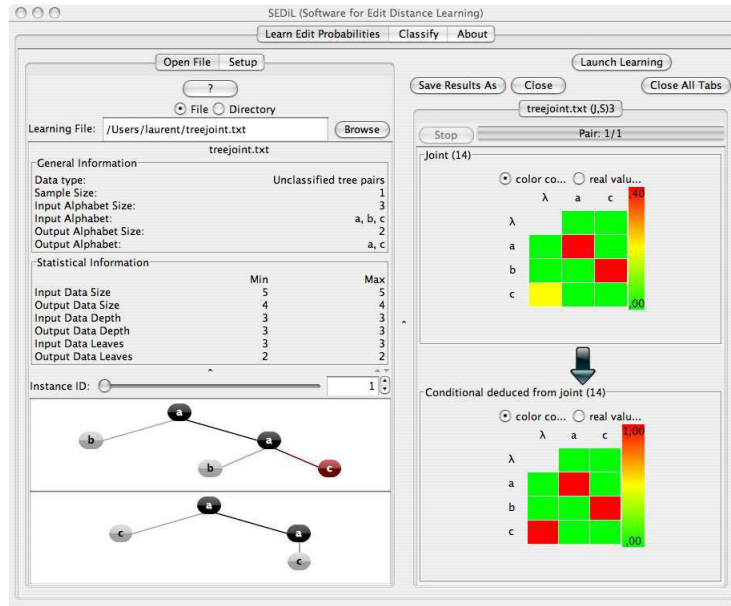 SEDiL (Software for Edit Distance Learning)
Learn Edit Probabilities Classify About
Open File Setup
?
File Directory
Learning File: /Users/laurent/treejoint.txt Browse
treejoint.txt
General Information
Data type: Unclassified tree pairs
Sample Size: 1
Input Alphabet Size: 3
Input Alphabet: a, b, c
Output Alphabet Size: 2
Output Alphabet: a, c
Statistical Information
Min Max
Input Data Size 5 5
Output Data Size 4 4
Input Data Depth 3 3
Output Data Depth 3 3
Input Data Leaves 3 3
Output Data Leaves 2 2
Instance ID: 1
a
b a
b c
a
c a
c
Launch Learning
Save Results As Close Close All Tabs
treejoint.txt (J,S)3
Stop Pair: 1/1
Joint (14)
color co... real valu...
λ a c ,40
λ
a
b
c ,00
Conditional deduced from joint (14)
color co... real valu...
λ a c 1,00
λ
a
b
c ,00